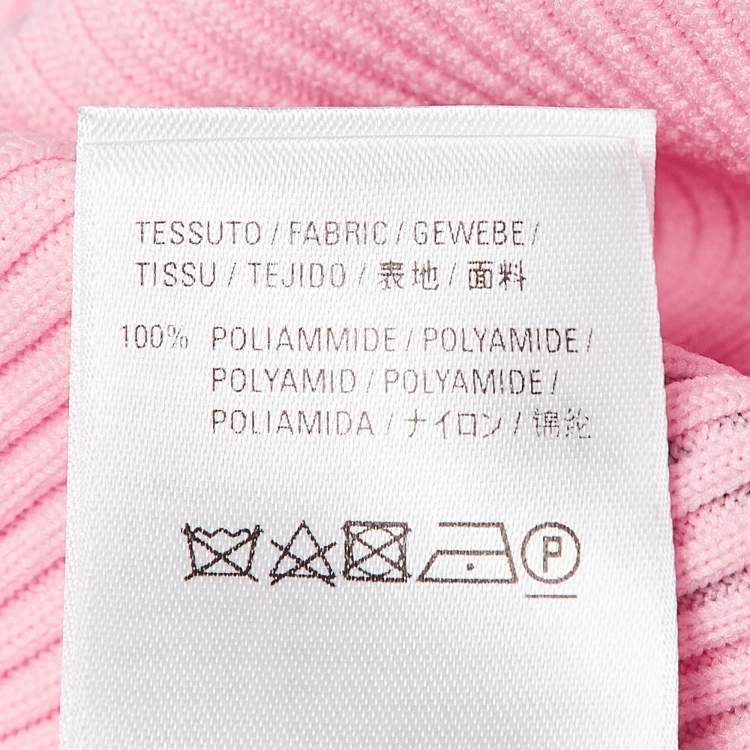 TESSUTO / FABRIC / GEWEBE /
TISSU / TEJIDO / 表地 / 面料
100% POLIAMMIDE / POLYAMIDE /
POLYAMID / POLYAMIDE /
POLIAMIDA / ナイロン / 锦纶
P